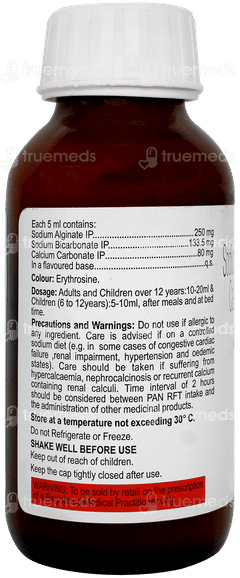 truemeds
truemeds
Each 5 ml contains:
Sodium Alginate IP 250 mg
Sodium Bicarbonate IP 133.5 mg
Calcium Carbonate IP 80 mg
In a flavoured base q.s.
Colour: Erythrosine.
Dosage: Adults and Children over 12 years:10-20ml &
Children (6 to 12years):5-10ml, after meals and at bed
time.
Precautions and Warnings: Do not use if allergic to
any ingredient. Care is advised if on a controlled
sodium diet (e.g. in some cases of congestive cardiac
failure ,renal impairment, hypertension and oedemic
states). Care should be taken if suffering from
hypercalcaemia, nephrocalcinosis or recurrent calcium
containing renal calculi. Time interval of 2 hours
should be considered between PAN RFT intake and
the administration of other medicinal products.
Store at a temperature not exceeding 30° C.
Do not Refrigerate or Freeze.
SHAKE WELL BEFORE USE
Keep out of reach of children.
Keep the cap tightly closed after use.
WARNING: To be sold by retail on the prescription
of a Registered Medicol Practitioner